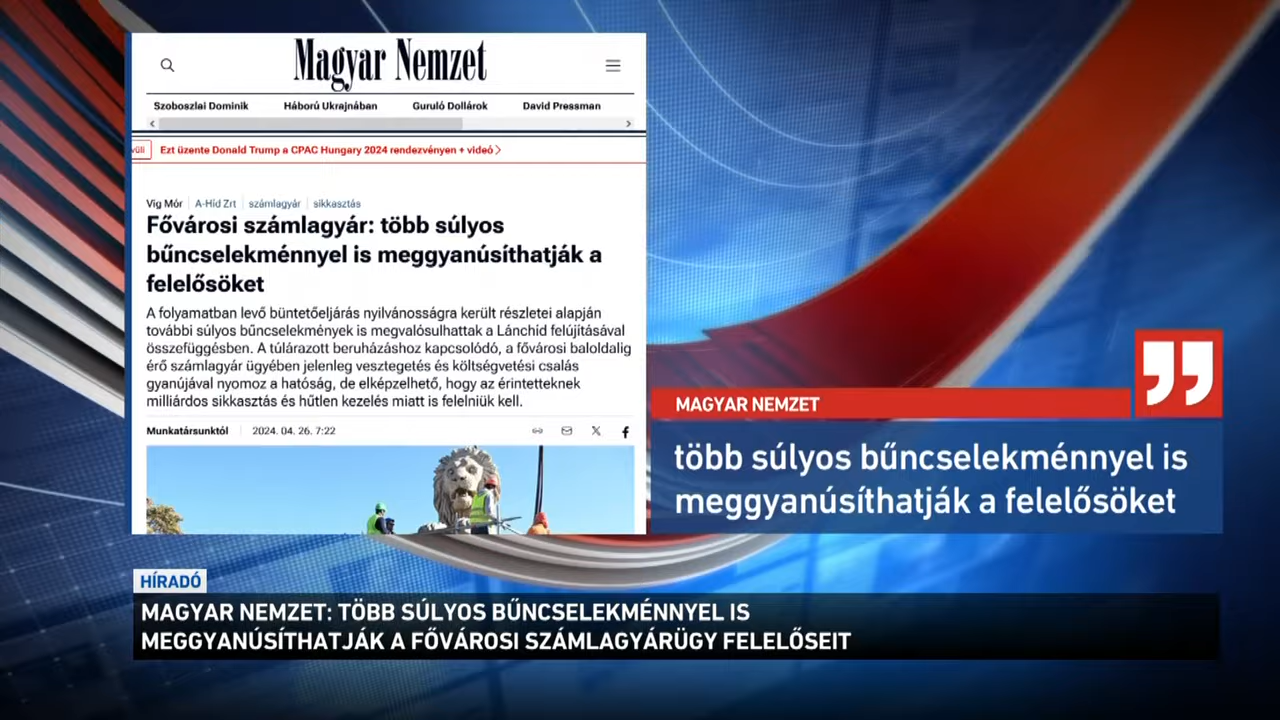 Magyar Nemzet
Szoboszlai Dominik Háború Ukrajnában Guruló Dollárok David Pressman
Ezt üzente Donald Trump a CPAC Hungary 2024 rendezvényen + videó
Vig Mór A-Híd Zrt számlagyár sikkasztás
Fővárosi számlagyár: több súlyos
bűncselekménnyel is meggyanúsíthatják a
felelősöket
A folyamatban levő büntetőeljárás nyilvánosságra került részletei alapján
további súlyos bűncselekmények is megvalósulhattak a Lánchíd felújításával
összefüggésben. A túlárazott beruházáshoz kapcsolódó, a fővárosi baloldalig
érő számlagyár ügyében jelenleg vesztegetés és költségvetési csalás
gyanújával nyomoz a hatóság, de elképzelhető, hogy az érintetteknek
milliárdos sikkasztás és hűtlen kezelés miatt is felelniük kell.
Munkatársunktól 2024. 04. 26. 7:22
MAGYAR NEMZET
több súlyos bűncselekménnyel is
meggyanúsíthatják a felelősöket
HÍRADÓ
MAGYAR NEMZET: TÖBB SÚLYOS BŰNCSELEKMÉNNYEL IS
MEGGYANÚSÍTHATJÁK A FŐVÁROSI SZÁMLAGYÁRÜGY FELELŐSEIT